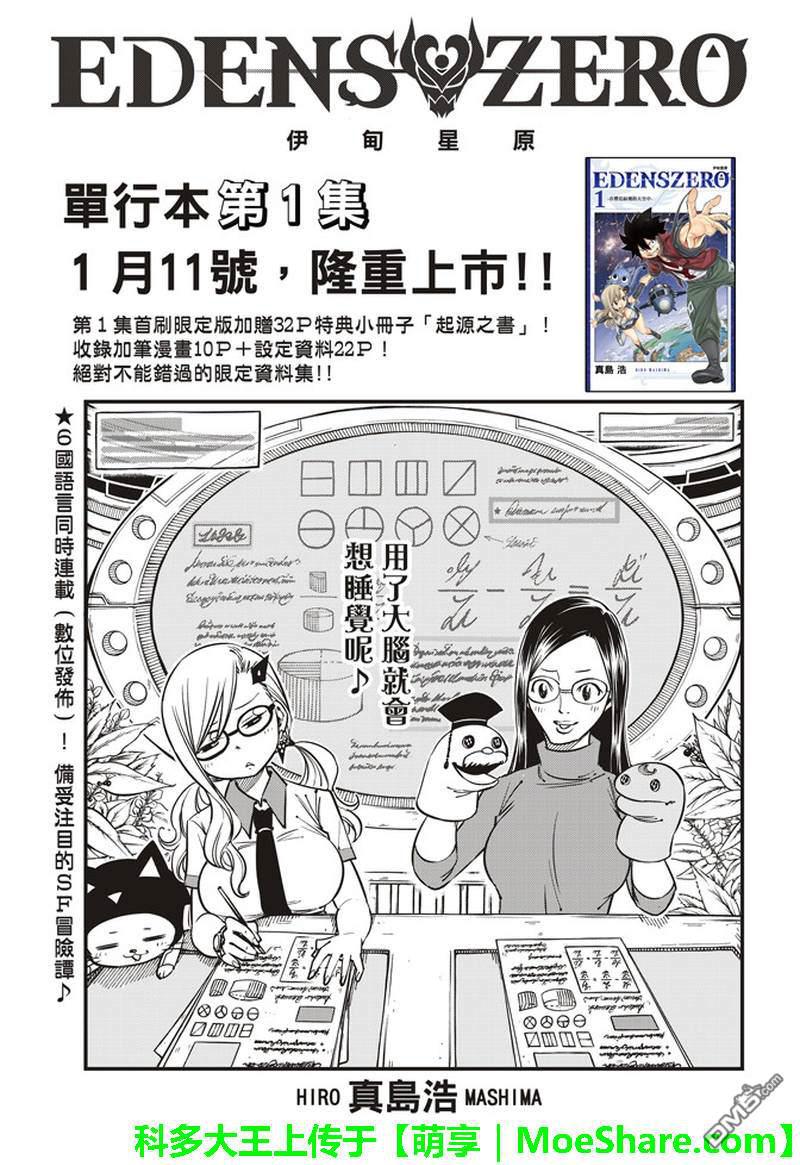 EDENS ZERO
伊甸星原
單行本第1集
1月11號，隆重上市!!
第1集首刷限定版加贈32P特典小冊子「起源之書」！
收錄加筆漫畫10P＋設定資料22P！
絕對不能錯過的限定資料集!!
EDENSZERO
1
真島 浩
HIRO MASHIMA
★6國語言同時連載（數位發佈）！ 備受注目的SF冒險譚♪
用了大腦就會
想睡覺呢♪
HIRO 真島浩 MASHIMA
DM5.com
科多大王上传于【萌享 | MoeShare.com】